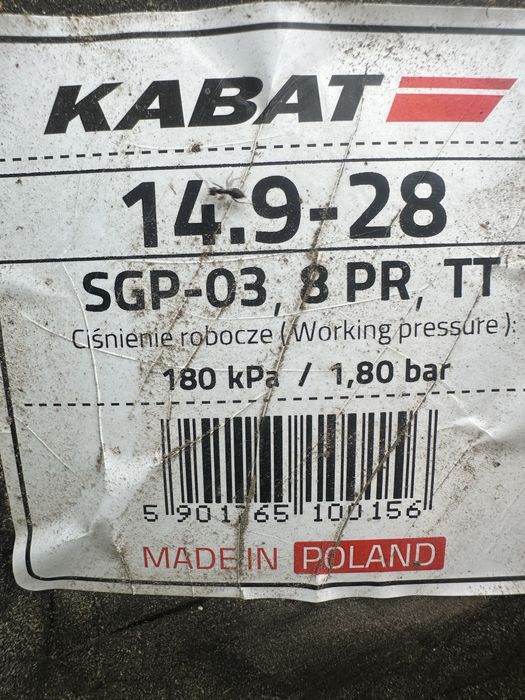 KABAT
14.9-28
SGP-03, 8 PR, TT
Ciśnienie robocze (Working pressure):
180 kPa / 1,80 bar
5 901765 100156
MADE IN POLAND